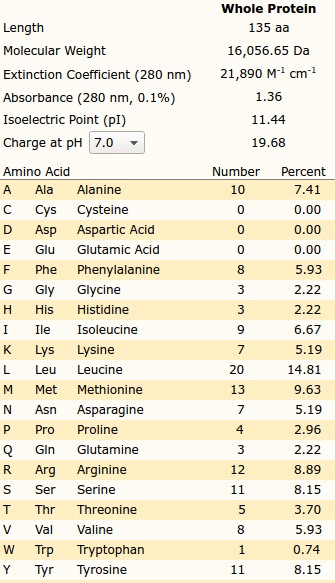 Whole Protein
Length 135 aa
Molecular Weight 16,056.65 Da
Extinction Coefficient (280 nm) 21,890 M⁻¹ cm⁻¹
Absorbance (280 nm, 0.1%) 1.36
Isoelectric Point (pI) 11.44
Charge at pH 7.0 19.68
Amino Acid Number Percent
A Ala Alanine 10 7.41
C Cys Cysteine 0 0.00
D Asp Aspartic Acid 0 0.00
E Glu Glutamic Acid 0 0.00
F Phe Phenylalanine 8 5.93
G Gly Glycine 3 2.22
H His Histidine 3 2.22
I Ile Isoleucine 9 6.67
K Lys Lysine 7 5.19
L Leu Leucine 20 14.81
M Met Methionine 13 9.63
N Asn Asparagine 7 5.19
P Pro Proline 4 2.96
Q Gln Glutamine 3 2.22
R Arg Arginine 12 8.89
S Ser Serine 11 8.15
T Thr Threonine 5 3.70
V Val Valine 8 5.93
W Trp Tryptophan 1 0.74
Y Tyr Tyrosine 11 8.15